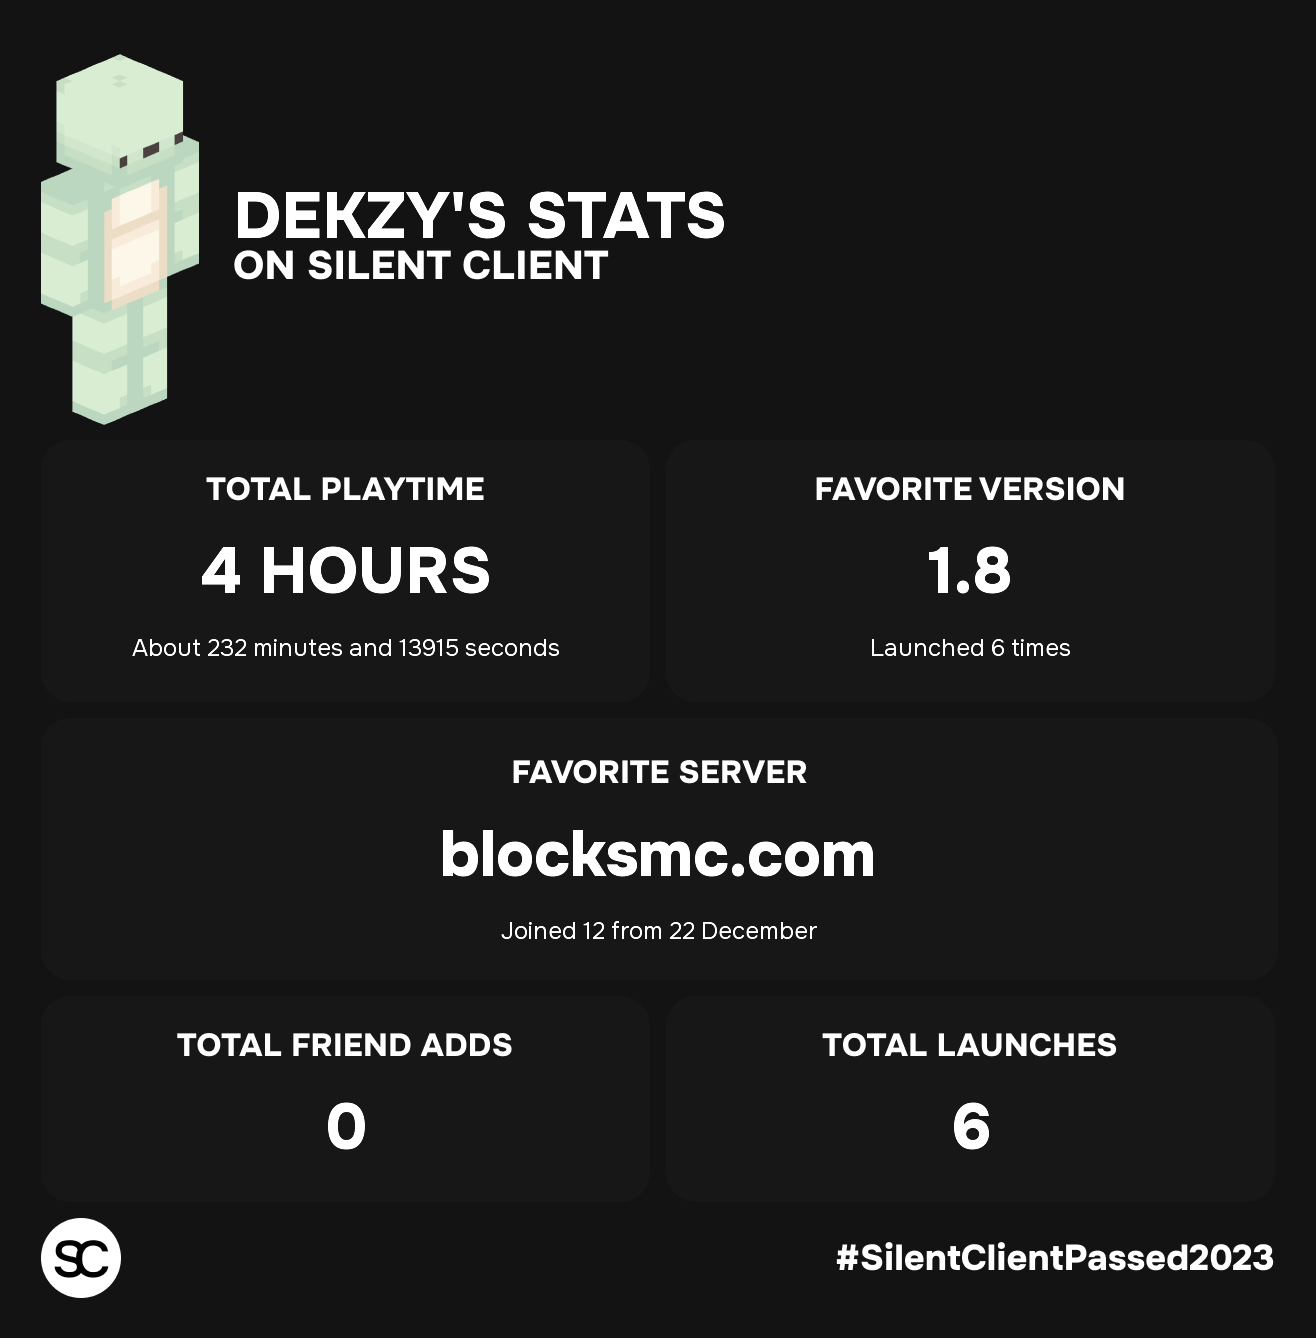 DEKZY'S STATS
ON SILENT CLIENT
TOTAL PLAYTIME
4 HOURS
About 232 minutes and 13915 seconds
FAVORITE VERSION
1.8
Launched 6 times
FAVORITE SERVER
blocksmc.com
Joined 12 from 22 December
TOTAL FRIEND ADDS
0
TOTAL LAUNCHES
6
SC
#SilentClientPassed2023